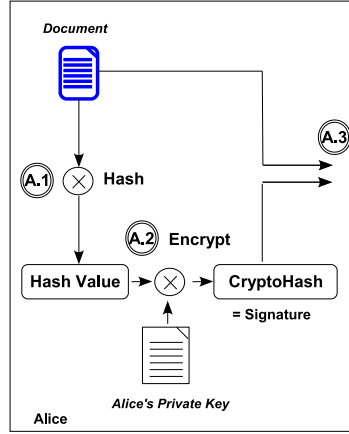 Document
A.1
Hash
A.3
A.2
Encrypt
Hash Value
CryptoHash
= Signature
Alice's Private Key
Alice